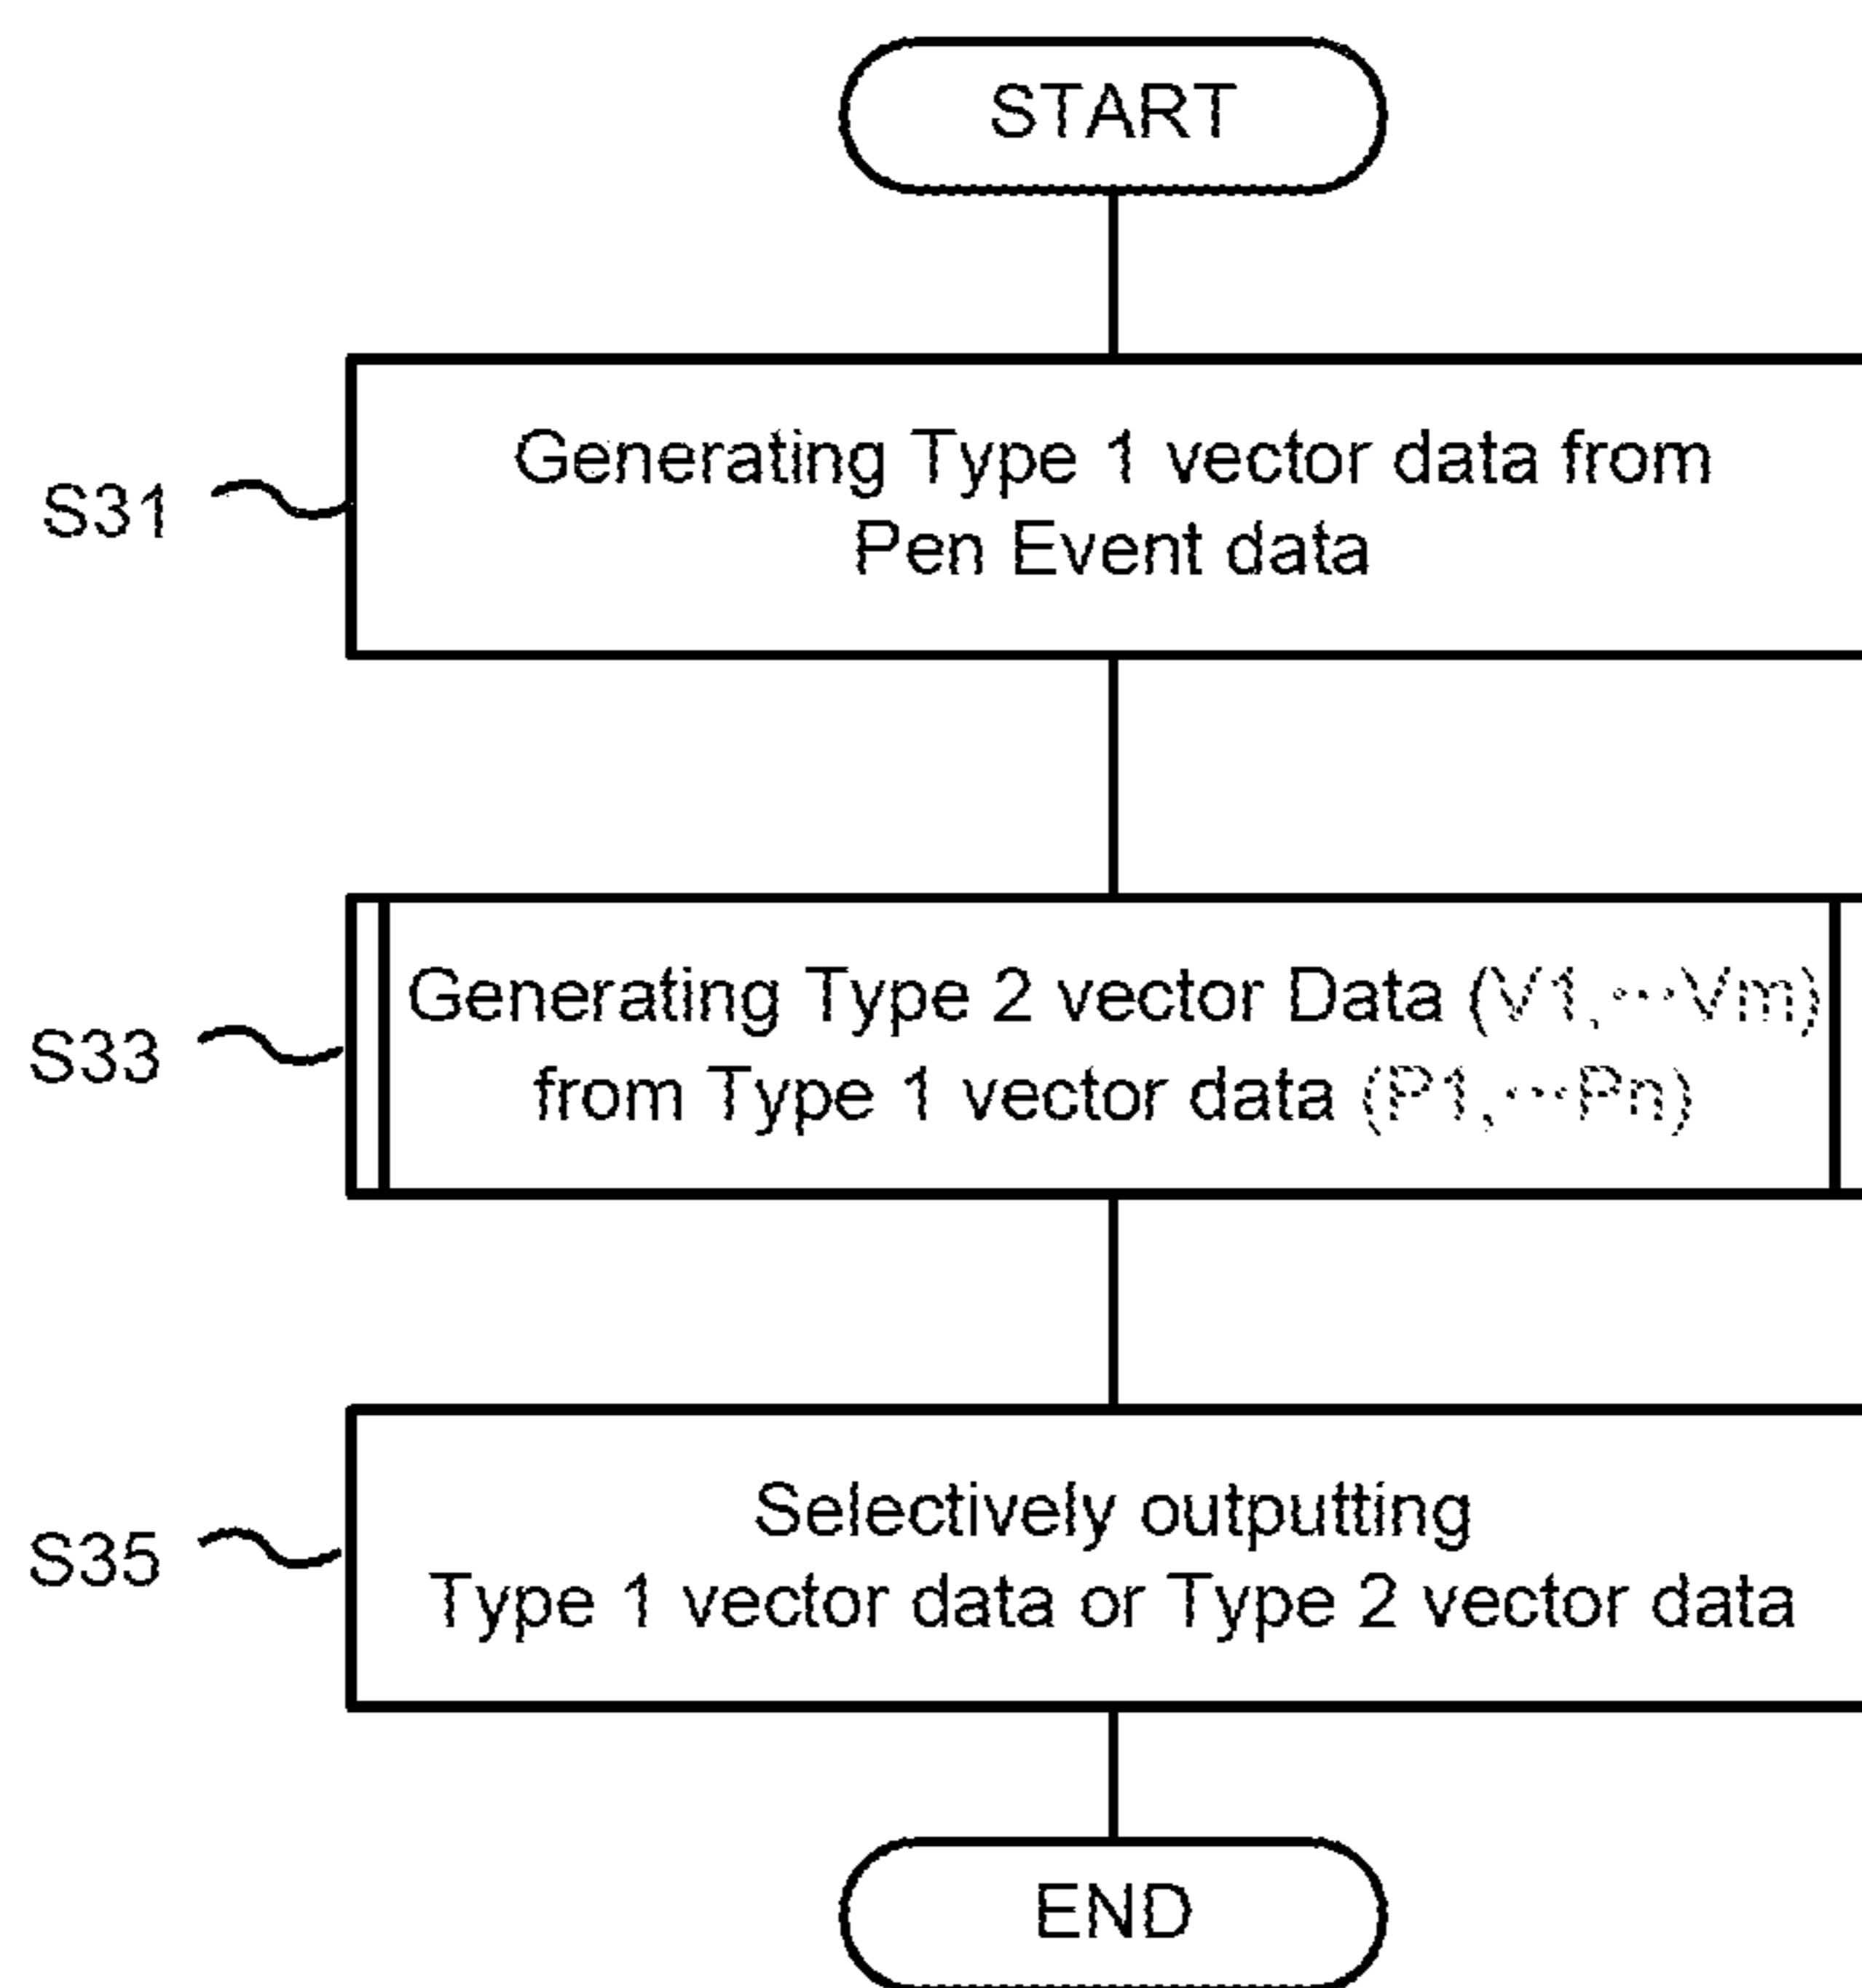 START
Generating Type 1 vector data from
Pen Event data
S31
Generating Type 2 vector Data (V1,···Vm)
from Type 1 vector data (P1,···Pn)
S33
Selectively outputting
Type 1 vector data or Type 2 vector data
S35
END